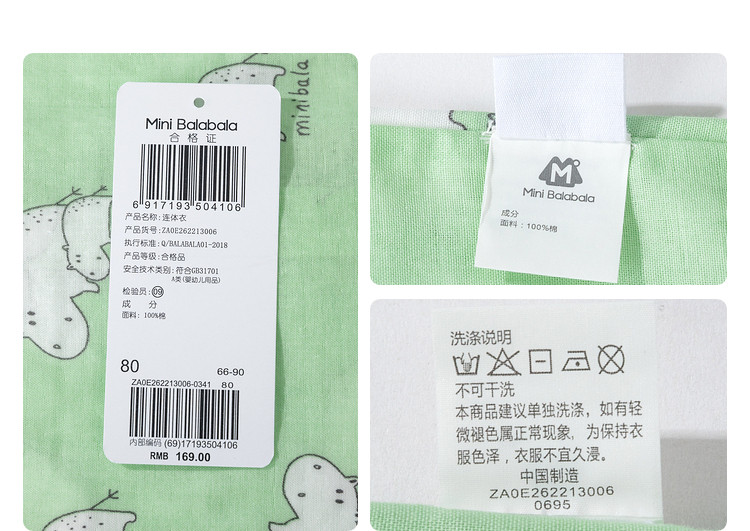 minibala
Mini Balabala
合格证
6 917193 504106
产品名称: 连体衣
产品货号: ZA0E262213006
执行标准: Q/BALABALA01-2018
产品等级: 合格品
安全技术类别: 符合GB31701
A类(婴幼儿用品)
检验员: 09
成 分
面料: 100%棉
80 66-90
ZA0E262213006-0341 80
内部编码 (69)17193504106
RMB 169.00
M
Mini Balabala
成分
面料: 100%棉
洗涤说明
不可干洗
本商品建议单独洗涤，如有轻
微褪色属正常现象，为保持衣
服色泽，衣服不宜久浸。
中国制造
ZA0E262213006
0695